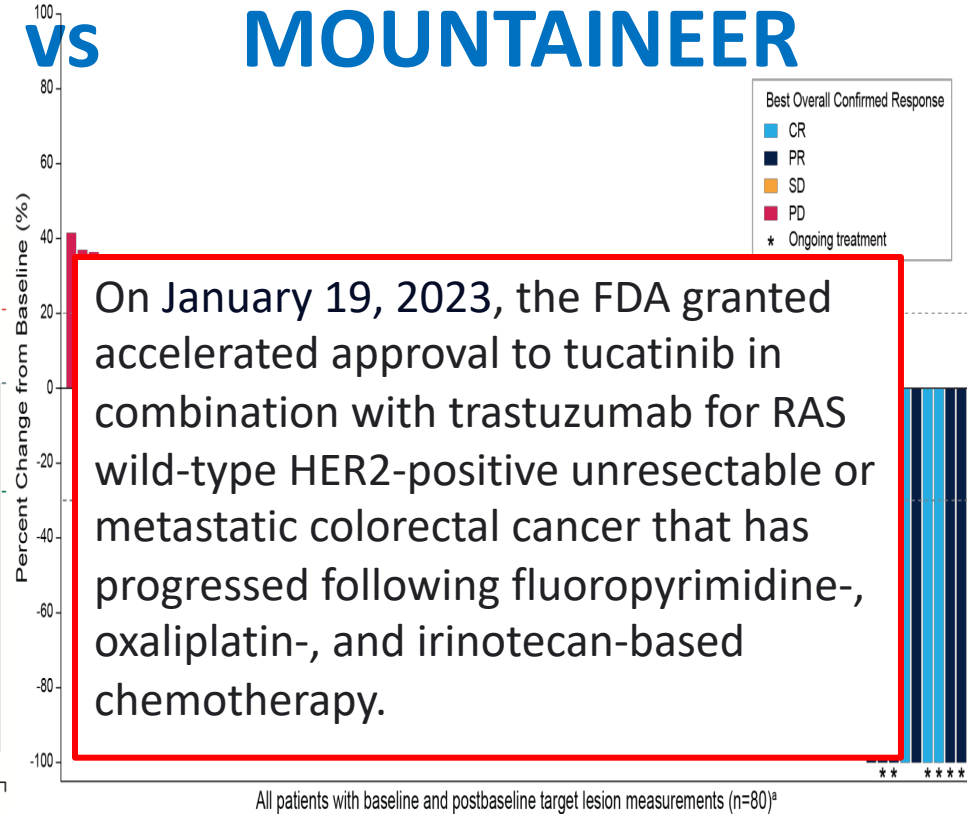 vs MOUNTAINEER
100
80
60
40
20
0
-20
-40
-60
-80
-100
Percent Change from Baseline (%)
Best Overall Confirmed Response
CR
PR
SD
PD
* Ongoing treatment
On January 19, 2023, the FDA granted
accelerated approval to tucatinib in
combination with trastuzumab for RAS
wild-type HER2-positive unresectable or
metastatic colorectal cancer that has
progressed following fluoropyrimidine-,
oxaliplatin-, and irinotecan-based
chemotherapy.
* * * * * *
All patients with baseline and postbaseline target lesion measurements (n=80)ª